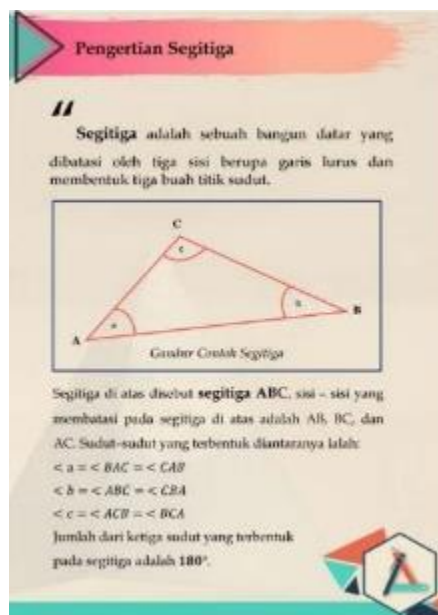 Pengertian Segitiga
"
Segitiga adalah sebuah bangun datar yang
dibatasi oleh tiga sisi berupa garis lurus dan
membentuk tiga buah titik sudut.
C
c
B
A
a
Gambar Contoh Segitiga
Segitiga di atas disebut segitiga ABC, sisi – sisi yang
membatasi pada segitiga di atas adalah AB, BC, dan
AC. Sudut-sudut yang terbentuk diantaranya ialah:
< a = < BAC = < CAB
< b = < ABC = < CBA
< c = < ACB = < BCA
Jumlah dari ketiga sudut yang terbentuk
pada segitiga adalah 180°.